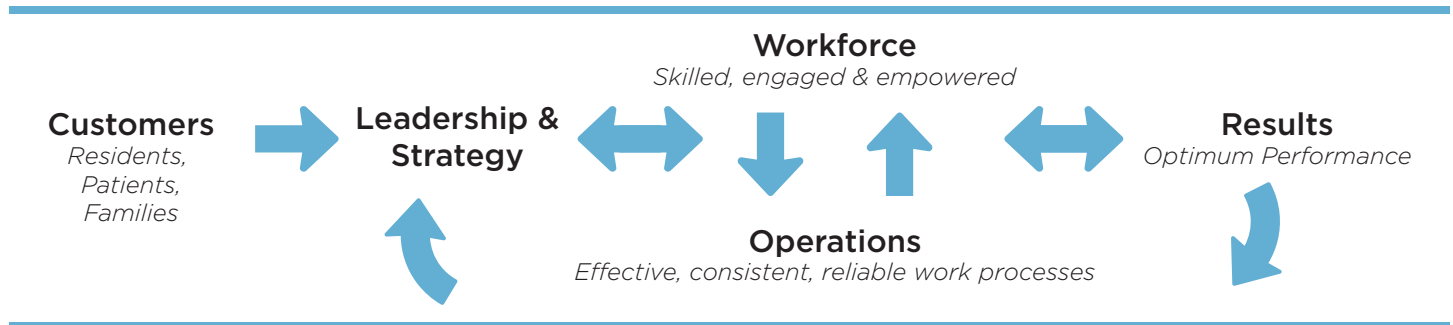 Customers
Residents,
Patients,
Families
Leadership &
Strategy
Workforce
Skilled, engaged & empowered
Operations
Effective, consistent, reliable work processes
Results
Optimum Performance